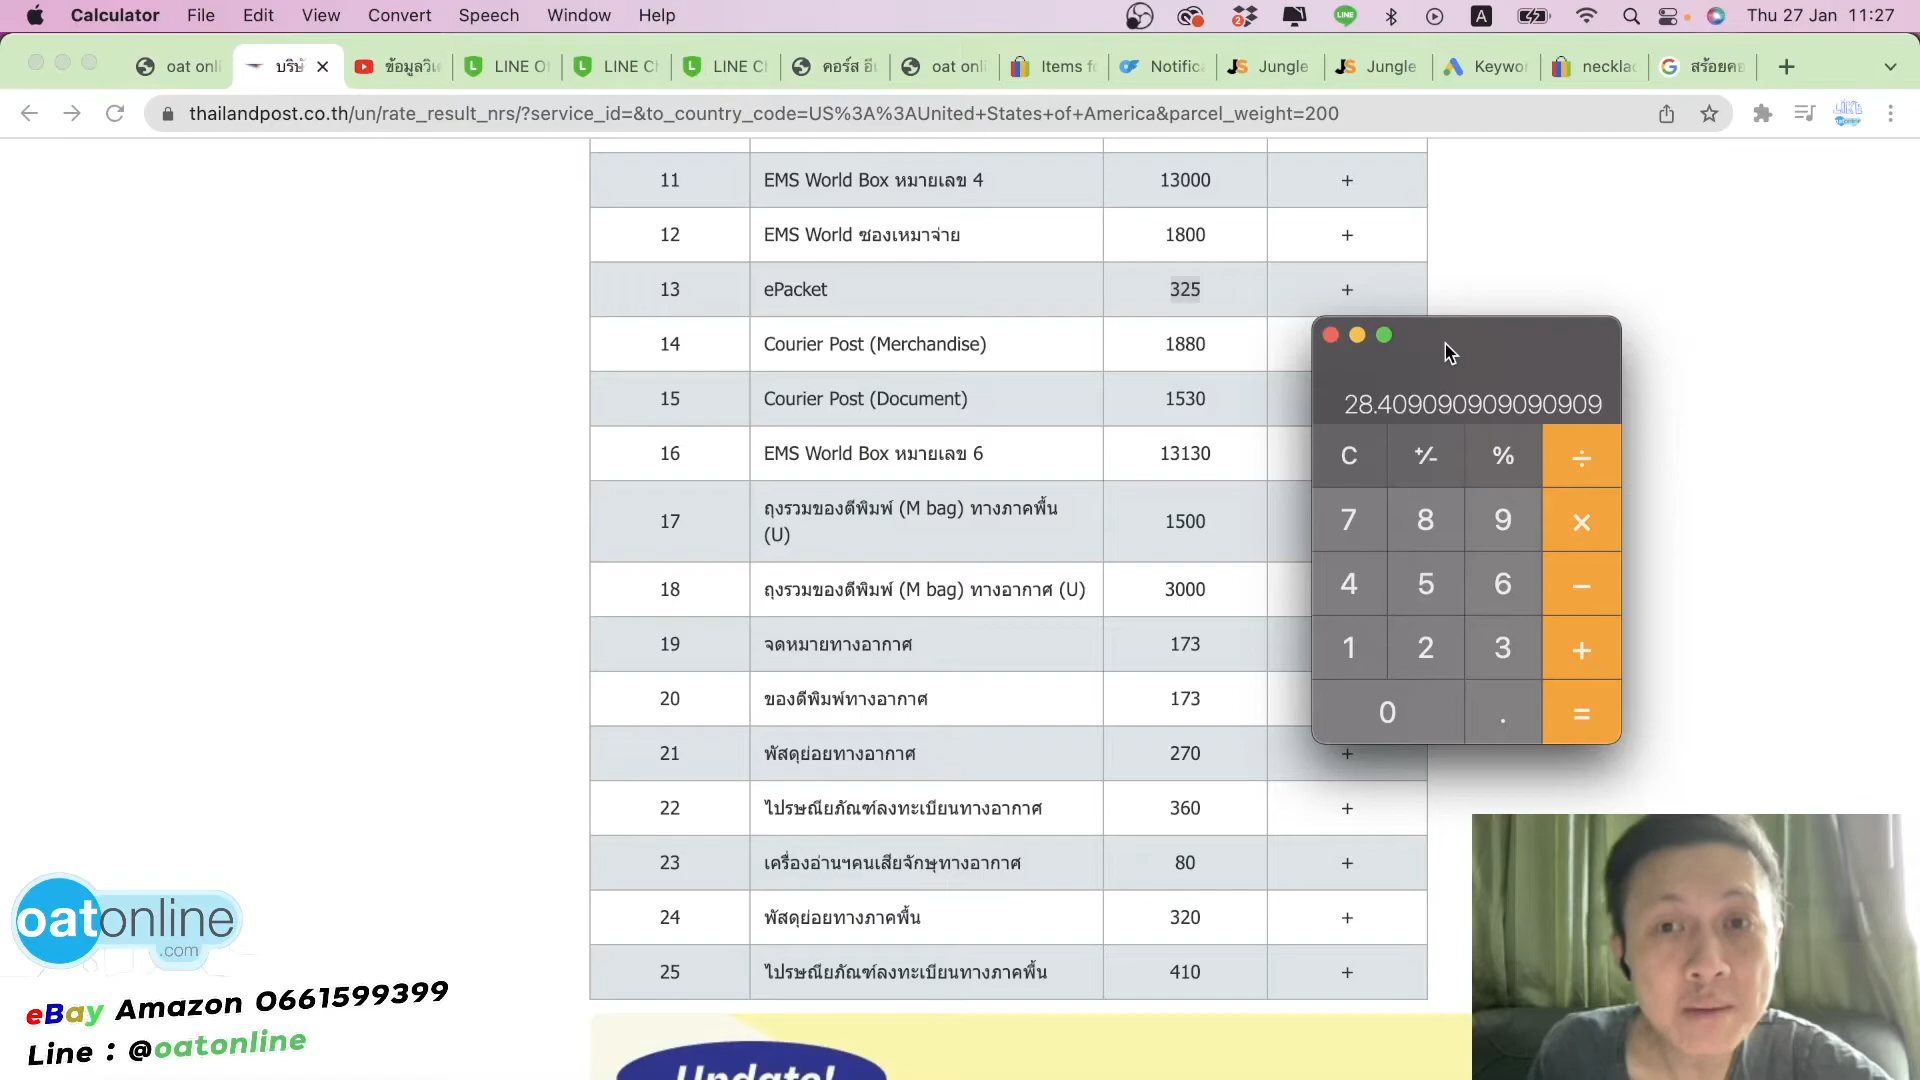 Calculator File Edit View Convert Speech Window Help
A
LINE
2
Thu 27 Jan 11:27
oat onli
บริษั
ข้อมูลวิเ
LINE O
LINE C
LINE C
คอร์ส อี
oat onl
Items f
Notific
Jungle
Jungle
Keywo
neckla
สร้อยคอ
thailandpost.co.th/un/rate_result_nrs/?service_id=&to_country_code=US%3A%3AUnited+States+of+America&parcel_weight=200
11 EMS World Box หมายเลข 4 13000 +
12 EMS World ซองเหมาจ่าย 1800 +
13 ePacket 325 +
14 Courier Post (Merchandise) 1880
15 Courier Post (Document) 1530
16 EMS World Box หมายเลข 6 13130
17 ถุงรวมของตีพิมพ์ (M bag) ทางภาคพื้น
(U) 1500
18 ถุงรวมของตีพิมพ์ (M bag) ทางอากาศ (U) 3000
19 จดหมายทางอากาศ 173
20 ของตีพิมพ์ทางอากาศ 173
21 พัสดุย่อยทางอากาศ 270 +
22 ไปรษณียภัณฑ์ลงทะเบียนทางอากาศ 360 +
23 เครื่องอ่านฯคนเสียจักษุทางอากาศ 80 +
24 พัสดุย่อยทางภาคพื้น 320 +
25 ไปรษณียภัณฑ์ลงทะเบียนทางภาคพื้น 410 +
28.409090909090909
C +/- % ÷
7 8 9 ×
4 5 6 −
1 2 3 +
0 . =
oatonline
.com
eBay Amazon 0661599399
Line : @oatonline
Update!